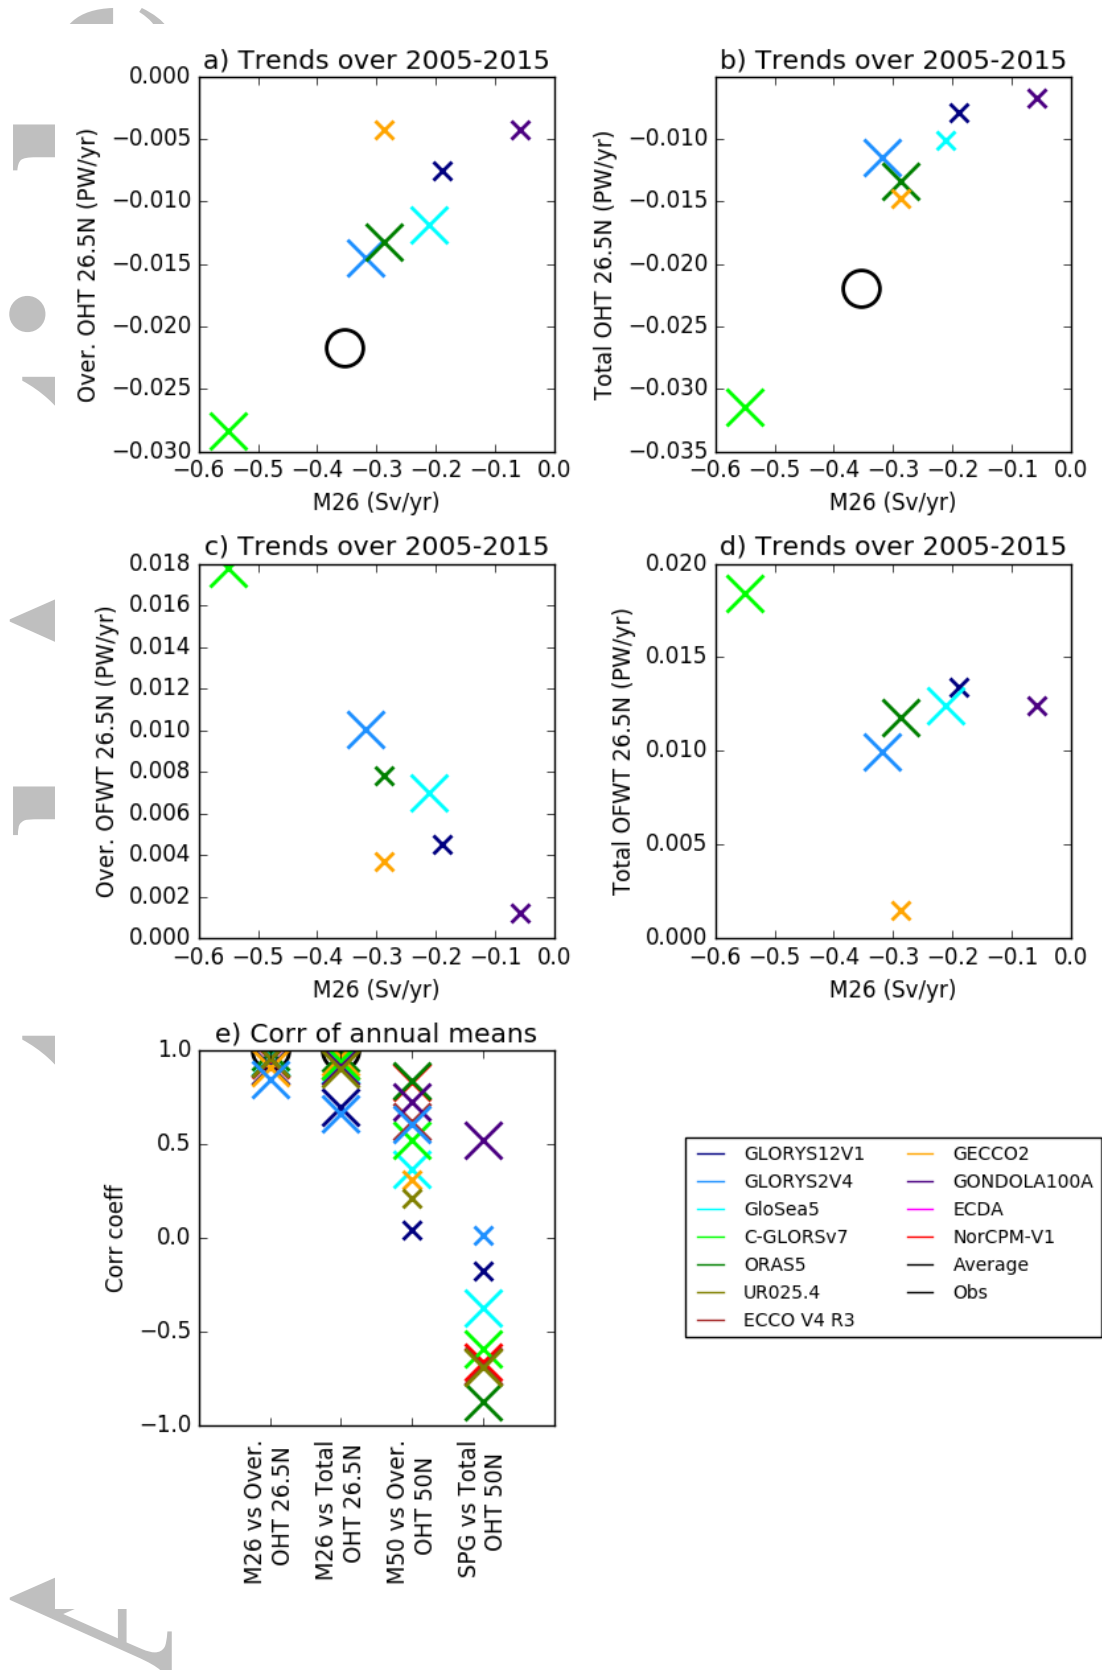 a) Trends over 2005-2015
0.000
−0.005
−0.010
−0.015
−0.020
−0.025
−0.030
Over. OHT 26.5N (PW/yr)
−0.6 −0.5 −0.4 −0.3 −0.2 −0.1 0.0
M26 (Sv/yr)
b) Trends over 2005-2015
−0.010
−0.015
−0.020
−0.025
−0.030
−0.035
Total OHT 26.5N (PW/yr)
−0.6 −0.5 −0.4 −0.3 −0.2 −0.1 0.0
M26 (Sv/yr)
c) Trends over 2005-2015
0.018
0.016
0.014
0.012
0.010
0.008
0.006
0.004
0.002
0.000
Over. OFWT 26.5N (PW/yr)
−0.6 −0.5 −0.4 −0.3 −0.2 −0.1 0.0
M26 (Sv/yr)
d) Trends over 2005-2015
0.020
0.015
0.010
0.005
0.000
Total OFWT 26.5N (PW/yr)
−0.6 −0.5 −0.4 −0.3 −0.2 −0.1 0.0
M26 (Sv/yr)
e) Corr of annual means
1.0
0.5
0.0
−0.5
−1.0
Corr coeff
M26 vs Over.
OHT 26.5N
M26 vs Total
OHT 26.5N
M50 vs Over.
OHT 50N
SPG vs Total
OHT 50N
GLORYS12V1
GLORYS2V4
GloSea5
C-GLORSv7
ORAS5
UR025.4
ECCO V4 R3
GECCO2
GONDOLA100A
ECDA
NorCPM-V1
Average
Obs